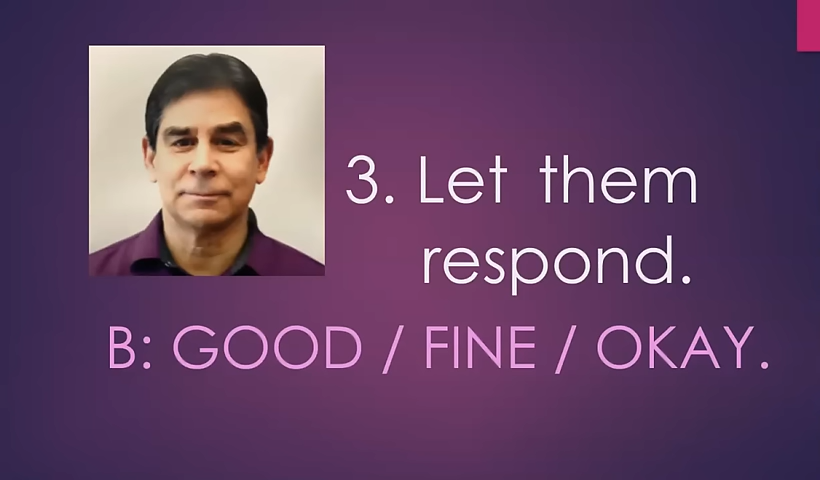 3. Let them
respond.
B: GOOD / FINE / OKAY.